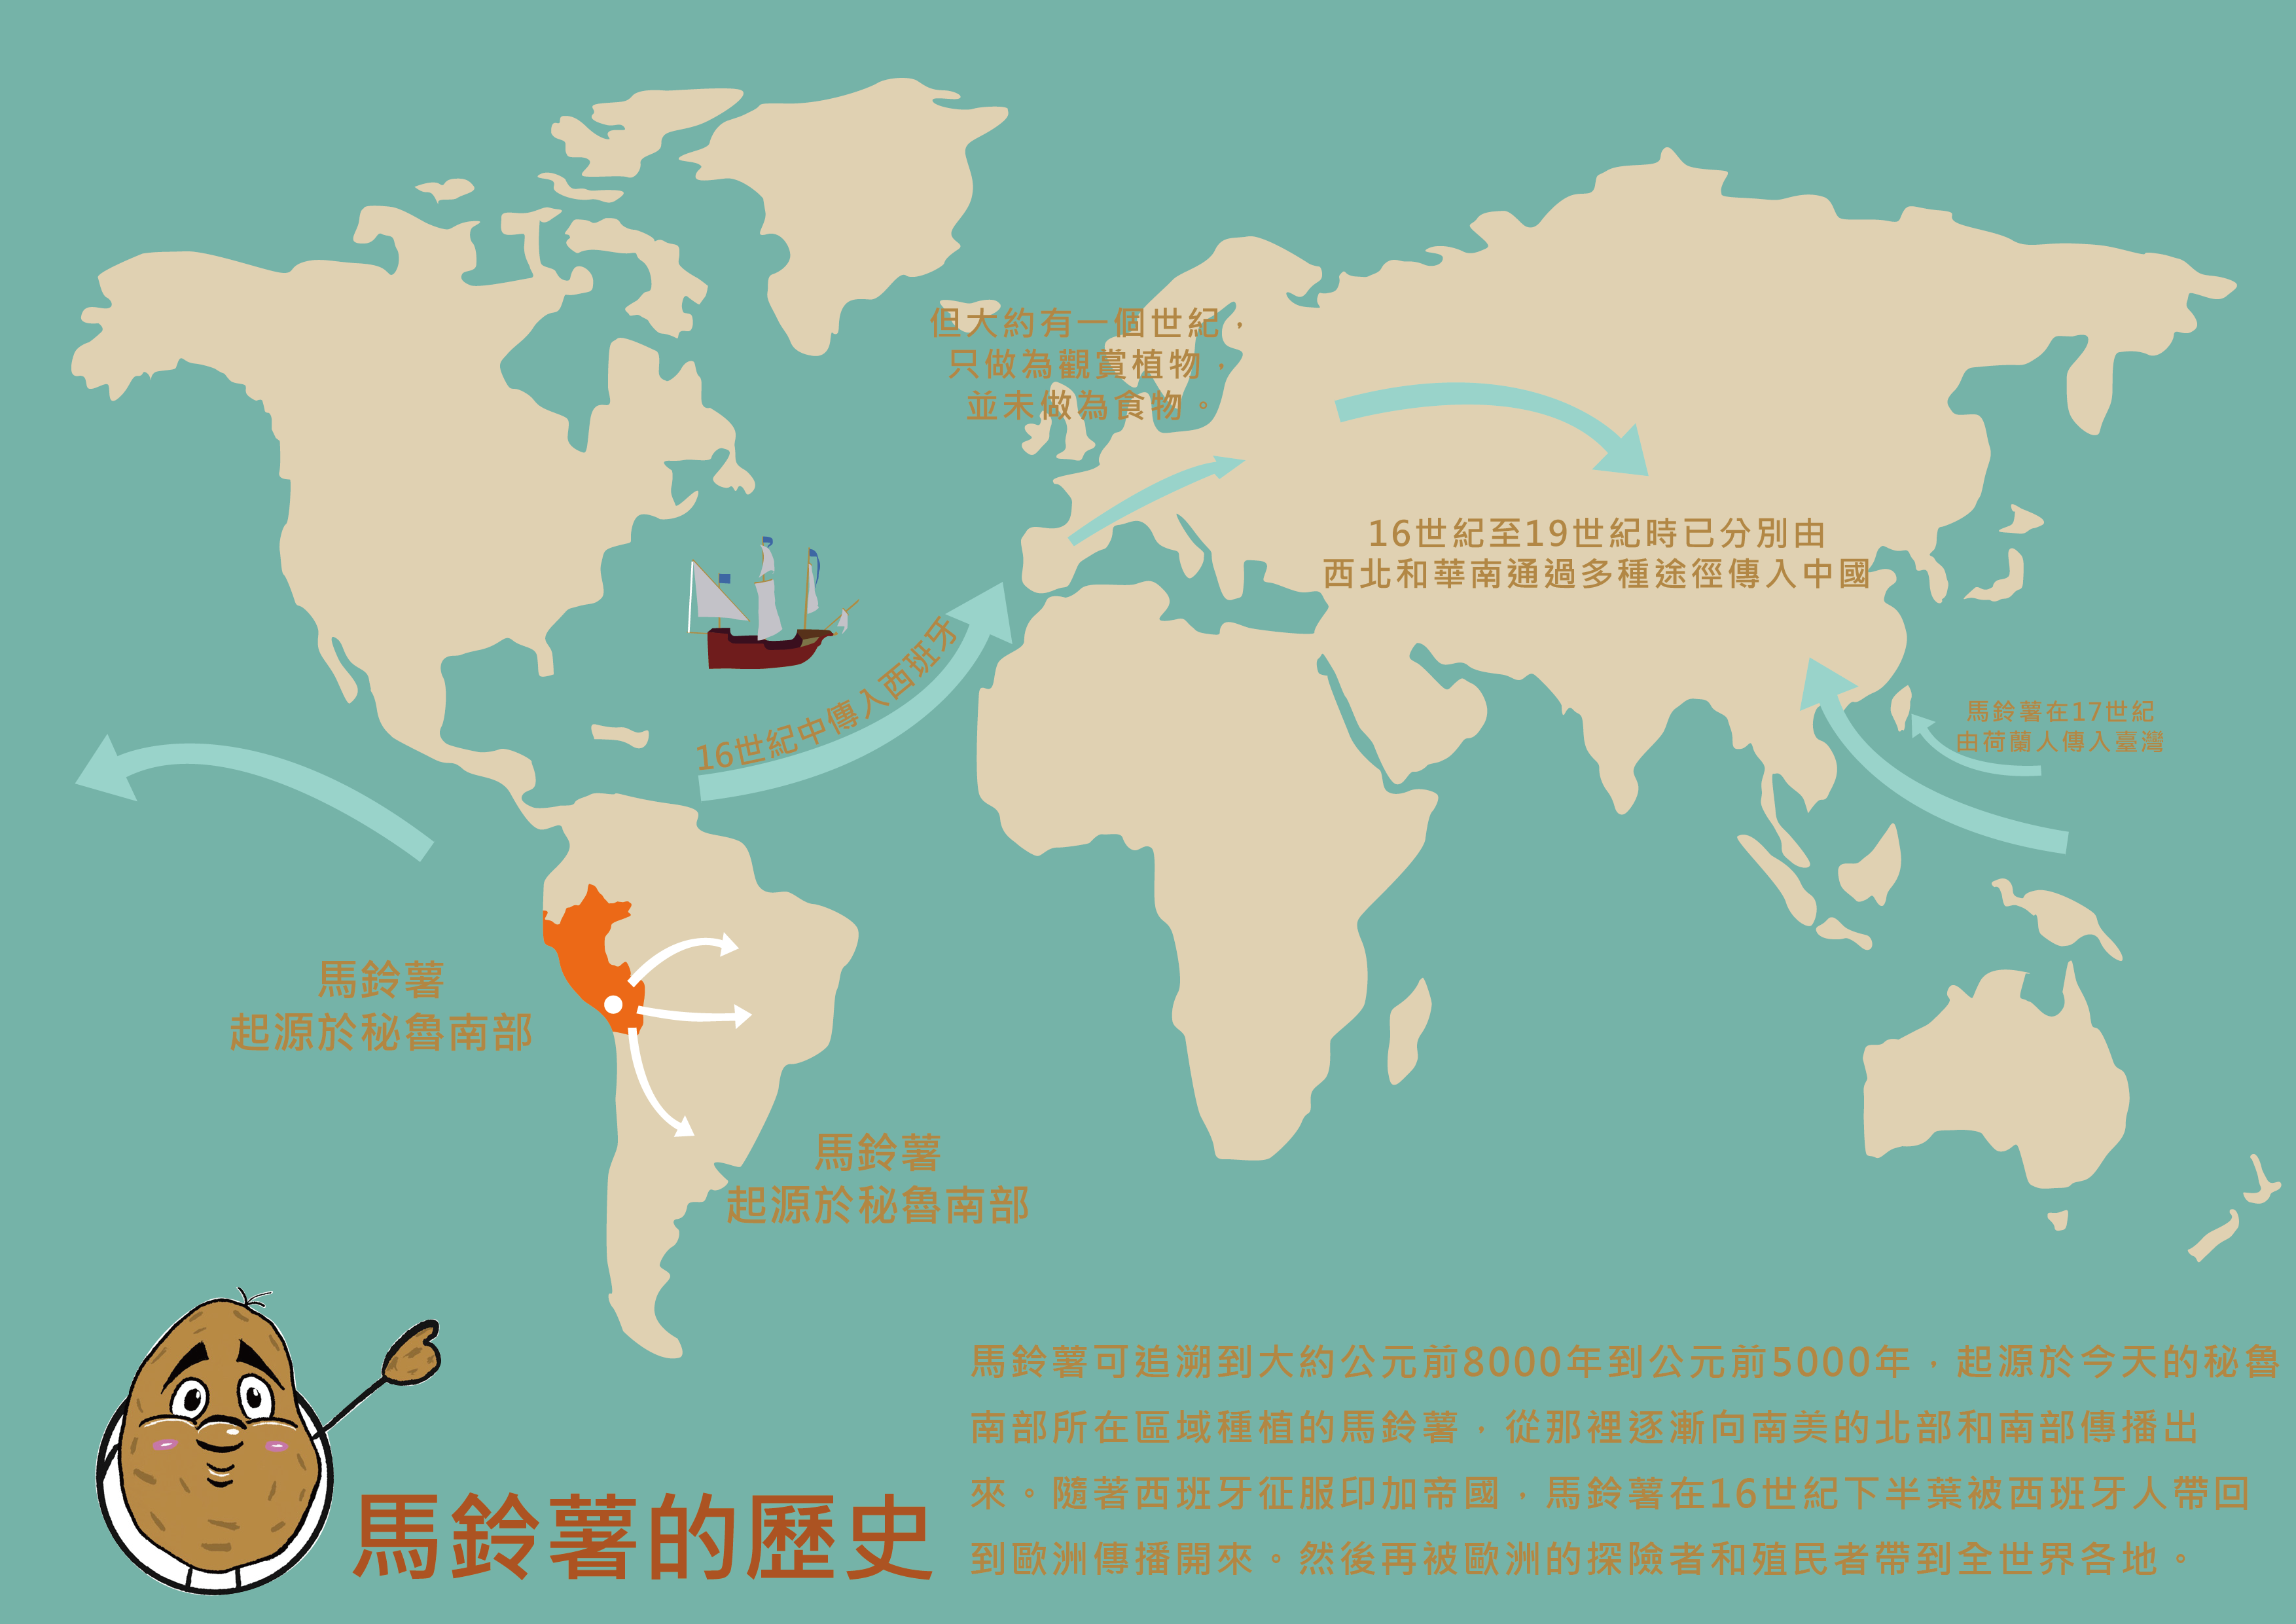 但大約有一個世紀，
只做為觀賞植物，
並未做為食物。
16世紀至19世紀時已分別由
西北和華南通過多種途徑傳入中國
16世紀中傳入西班牙
馬鈴薯在17世紀
由荷蘭人傳入臺灣
馬鈴薯
起源於秘魯南部
馬鈴薯
起源於秘魯南部
馬鈴薯的歷史
馬鈴薯可追溯到大約公元前8000年到公元前5000年，起源於今天的秘魯
南部所在區域種植的馬鈴薯，從那裡逐漸向南美的北部和南部傳播出
來。隨著西班牙征服印加帝國，馬鈴薯在16世紀下半葉被西班牙人帶回
到歐洲傳播開來。然後再被歐洲的探險者和殖民者帶到全世界各地。